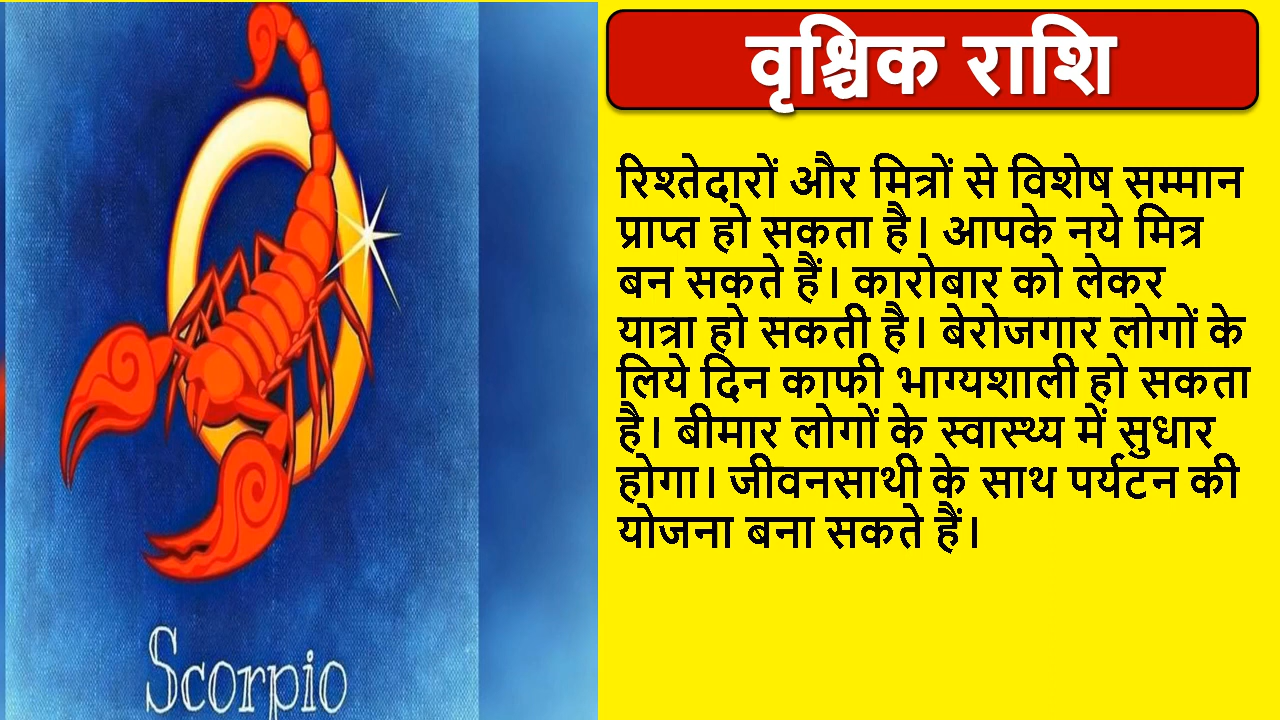 वृश्चिक राशि
रिश्तेदारों और मित्रों से विशेष सम्मान
प्राप्त हो सकता है। आपके नये मित्र
बन सकते हैं। कारोबार को लेकर
यात्रा हो सकती है। बेरोजगार लोगों के
लिये दिन काफी भाग्यशाली हो सकता
है। बीमार लोगों के स्वास्थ्य में सुधार
होगा। जीवनसाथी के साथ पर्यटन की
योजना बना सकते हैं।
Scorpio